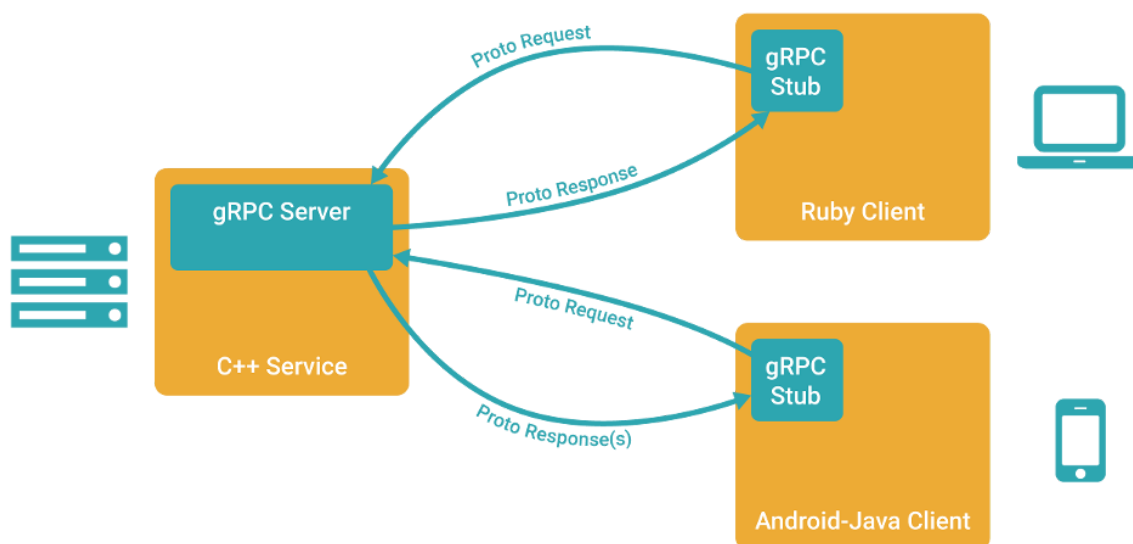 Proto Request
gRPC
Stub
Proto Response
Ruby Client
gRPC Server
C++ Service
Proto Request
gRPC
Stub
Proto Response(s)
Android-Java Client